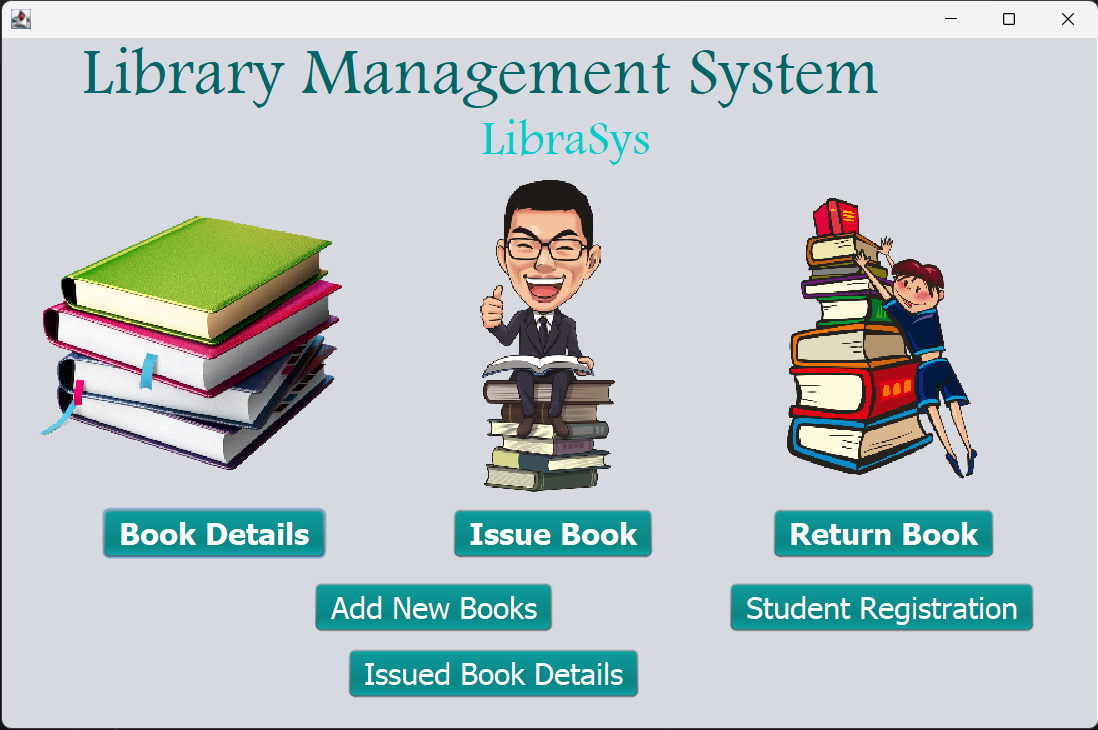 Library Management System
LibraSys
Book Details
Issue Book
Return Book
Add New Books
Student Registration
Issued Book Details